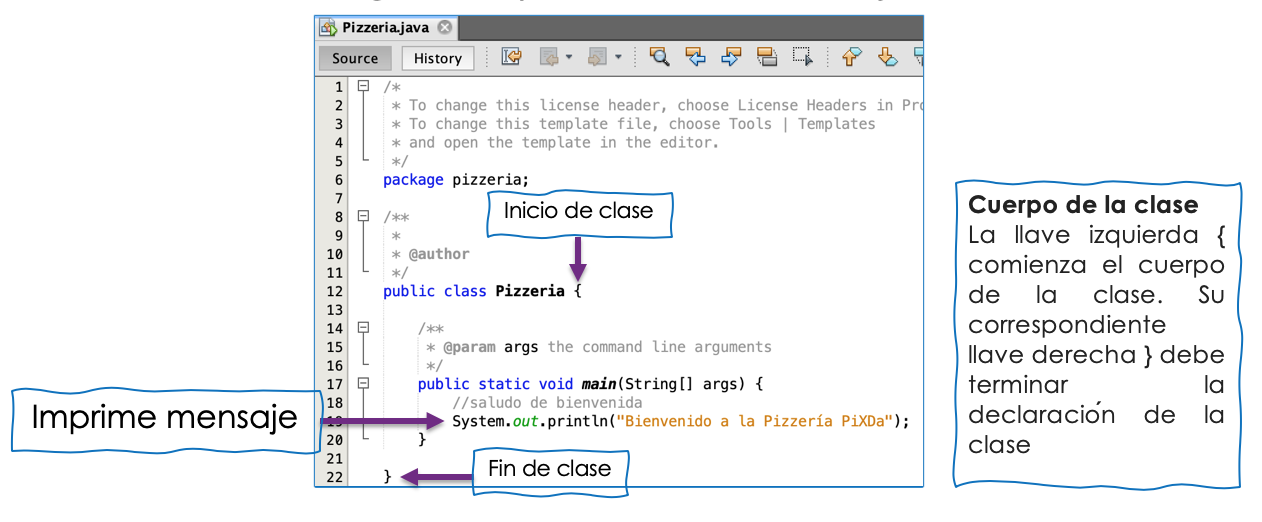 Pizzeria.java
Source History
1 /*
2 * To change this license header, choose License Headers in Pro
3 * To change this template file, choose Tools | Templates
4 * and open the template in the editor.
5 */
6 package pizzeria;
7
Inicio de clase
8 /**
9 *
10 * @author
11 */
12 public class Pizzeria {
13
14 /**
15 * @param args the command line arguments
16 */
17 public static void main(String[] args) {
18 //saludo de bienvenida
Imprime mensaje
19 System.out.println("Bienvenido a la Pizzería PiXDa");
20 }
21
Fin de clase
22 }
Cuerpo de la clase
La llave izquierda {
comienza el cuerpo
de la clase. Su
correspondiente
llave derecha } debe
terminar la
declaración de la
clase